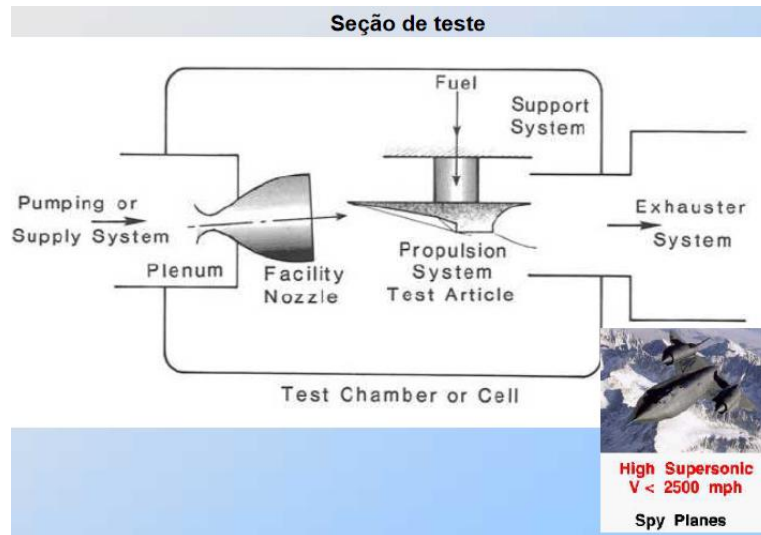 Seção de teste
Fuel
Support
System
Pumping or
Supply System
Plenum
Facility
Nozzle
Propulsion
System
Test Article
Exhauster
System
Test Chamber or Cell
High Supersonic
V < 2500 mph
Spy Planes